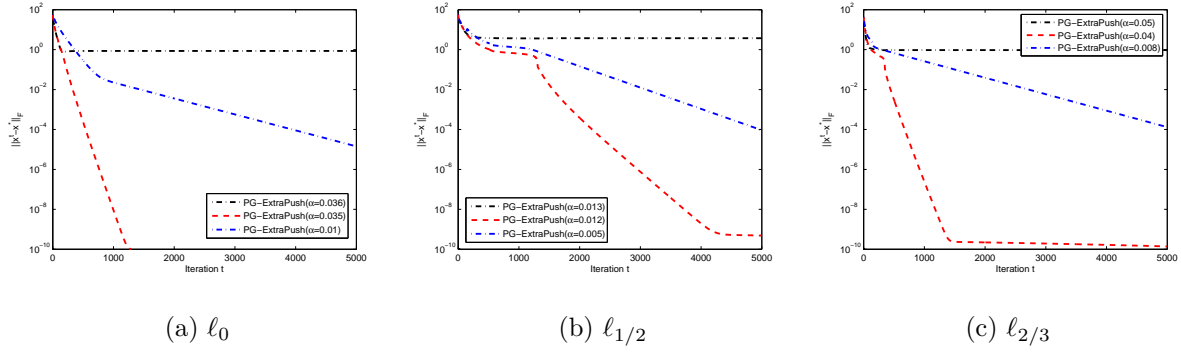 10^2
10^0
10^-2
10^-4
10^-6
10^-8
10^-10
||x^t−x^*||_F
0 1000 2000 3000 4000 5000
Iteration t
PG−ExtraPush(α=0.036)
PG−ExtraPush(α=0.035)
PG−ExtraPush(α=0.01)
(a) ℓ_0
10^2
10^0
10^-2
10^-4
10^-6
10^-8
10^-10
||x^t−x^*||_F
0 1000 2000 3000 4000 5000
Iteration t
PG−ExtraPush(α=0.013)
PG−ExtraPush(α=0.012)
PG−ExtraPush(α=0.005)
(b) ℓ_{1/2}
10^2
10^0
10^-2
10^-4
10^-6
10^-8
10^-10
||x^t−x^*||_F
0 1000 2000 3000 4000 5000
Iteration t
PG−ExtraPush(α=0.05)
PG−ExtraPush(α=0.04)
PG−ExtraPush(α=0.008)
(c) ℓ_{2/3}